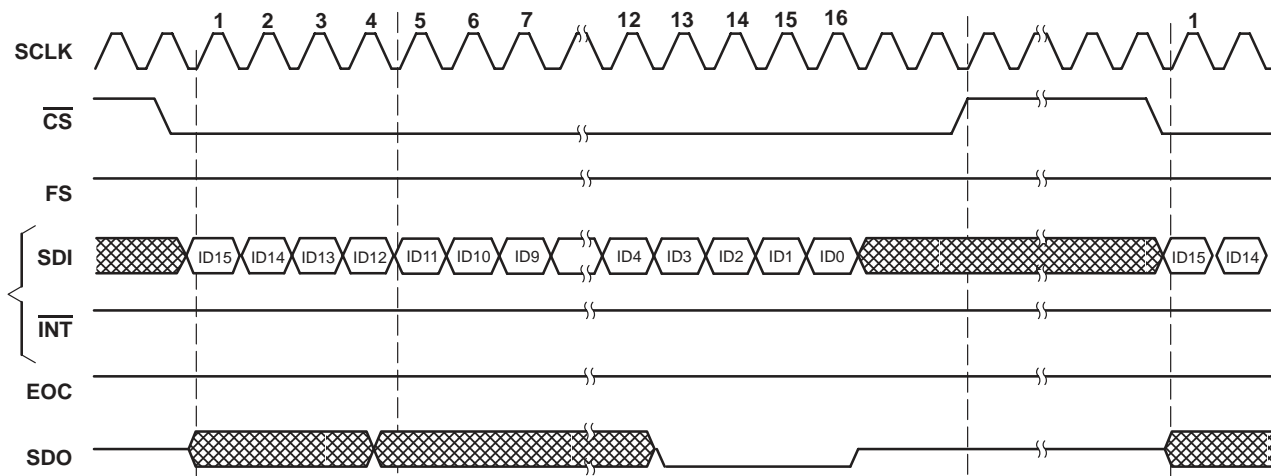 1 2 3 4 5 6 7 12 13 14 15 16 1
SCLK
CS
FS
SDI ID15 ID14 ID13 ID12 ID11 ID10 ID9 ID4 ID3 ID2 ID1 ID0 ID15 ID14
INT
EOC
SDO